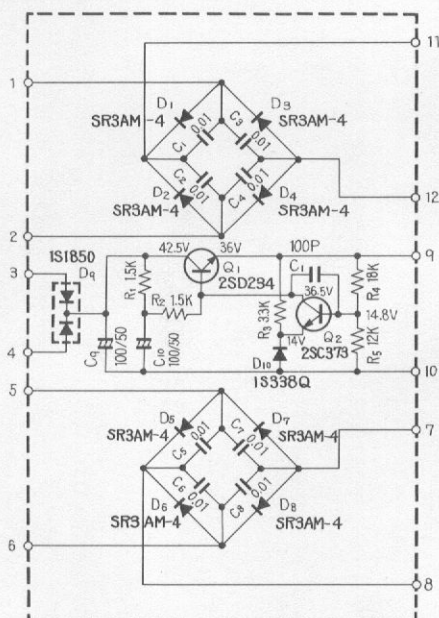 11
1
D1
D3
SR3AM-4
SR3AM-4
C1 0.01
C3 0.01
C2 0.01
C4 0.01
D2
D4
SR3AM-4
SR3AM-4
12
2
1S1850
42.5V
36V
100P
9
3
D9
R1 1.5K
Q1
2SD294
C1
R4 18K
R2 1.5K
36.5V
R3 3.3K
14V
Q2
2SC373
14.8V
R5 12K
4
C9 100/50
C10 100/50
D10
1S338Q
10
5
D5
D7
SR3AM-4
SR3AM-4
7
C5 0.01
C7 0.01
C6 0.01
C8 0.01
D6
D8
SR3AM-4
SR3AM-4
6
8